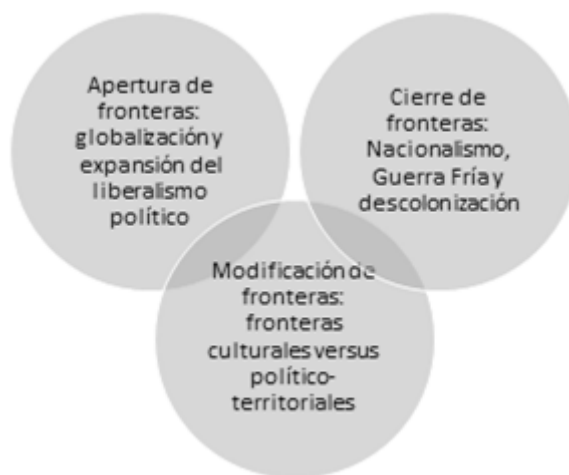 Apertura de
fronteras:
globalización y
expansión del
liberalismo
político
Cierre de
fronteras:
Nacionalismo,
Guerra Fría y
descolonización
Modificación de
fronteras:
fronteras
culturales versus
político-
territoriales